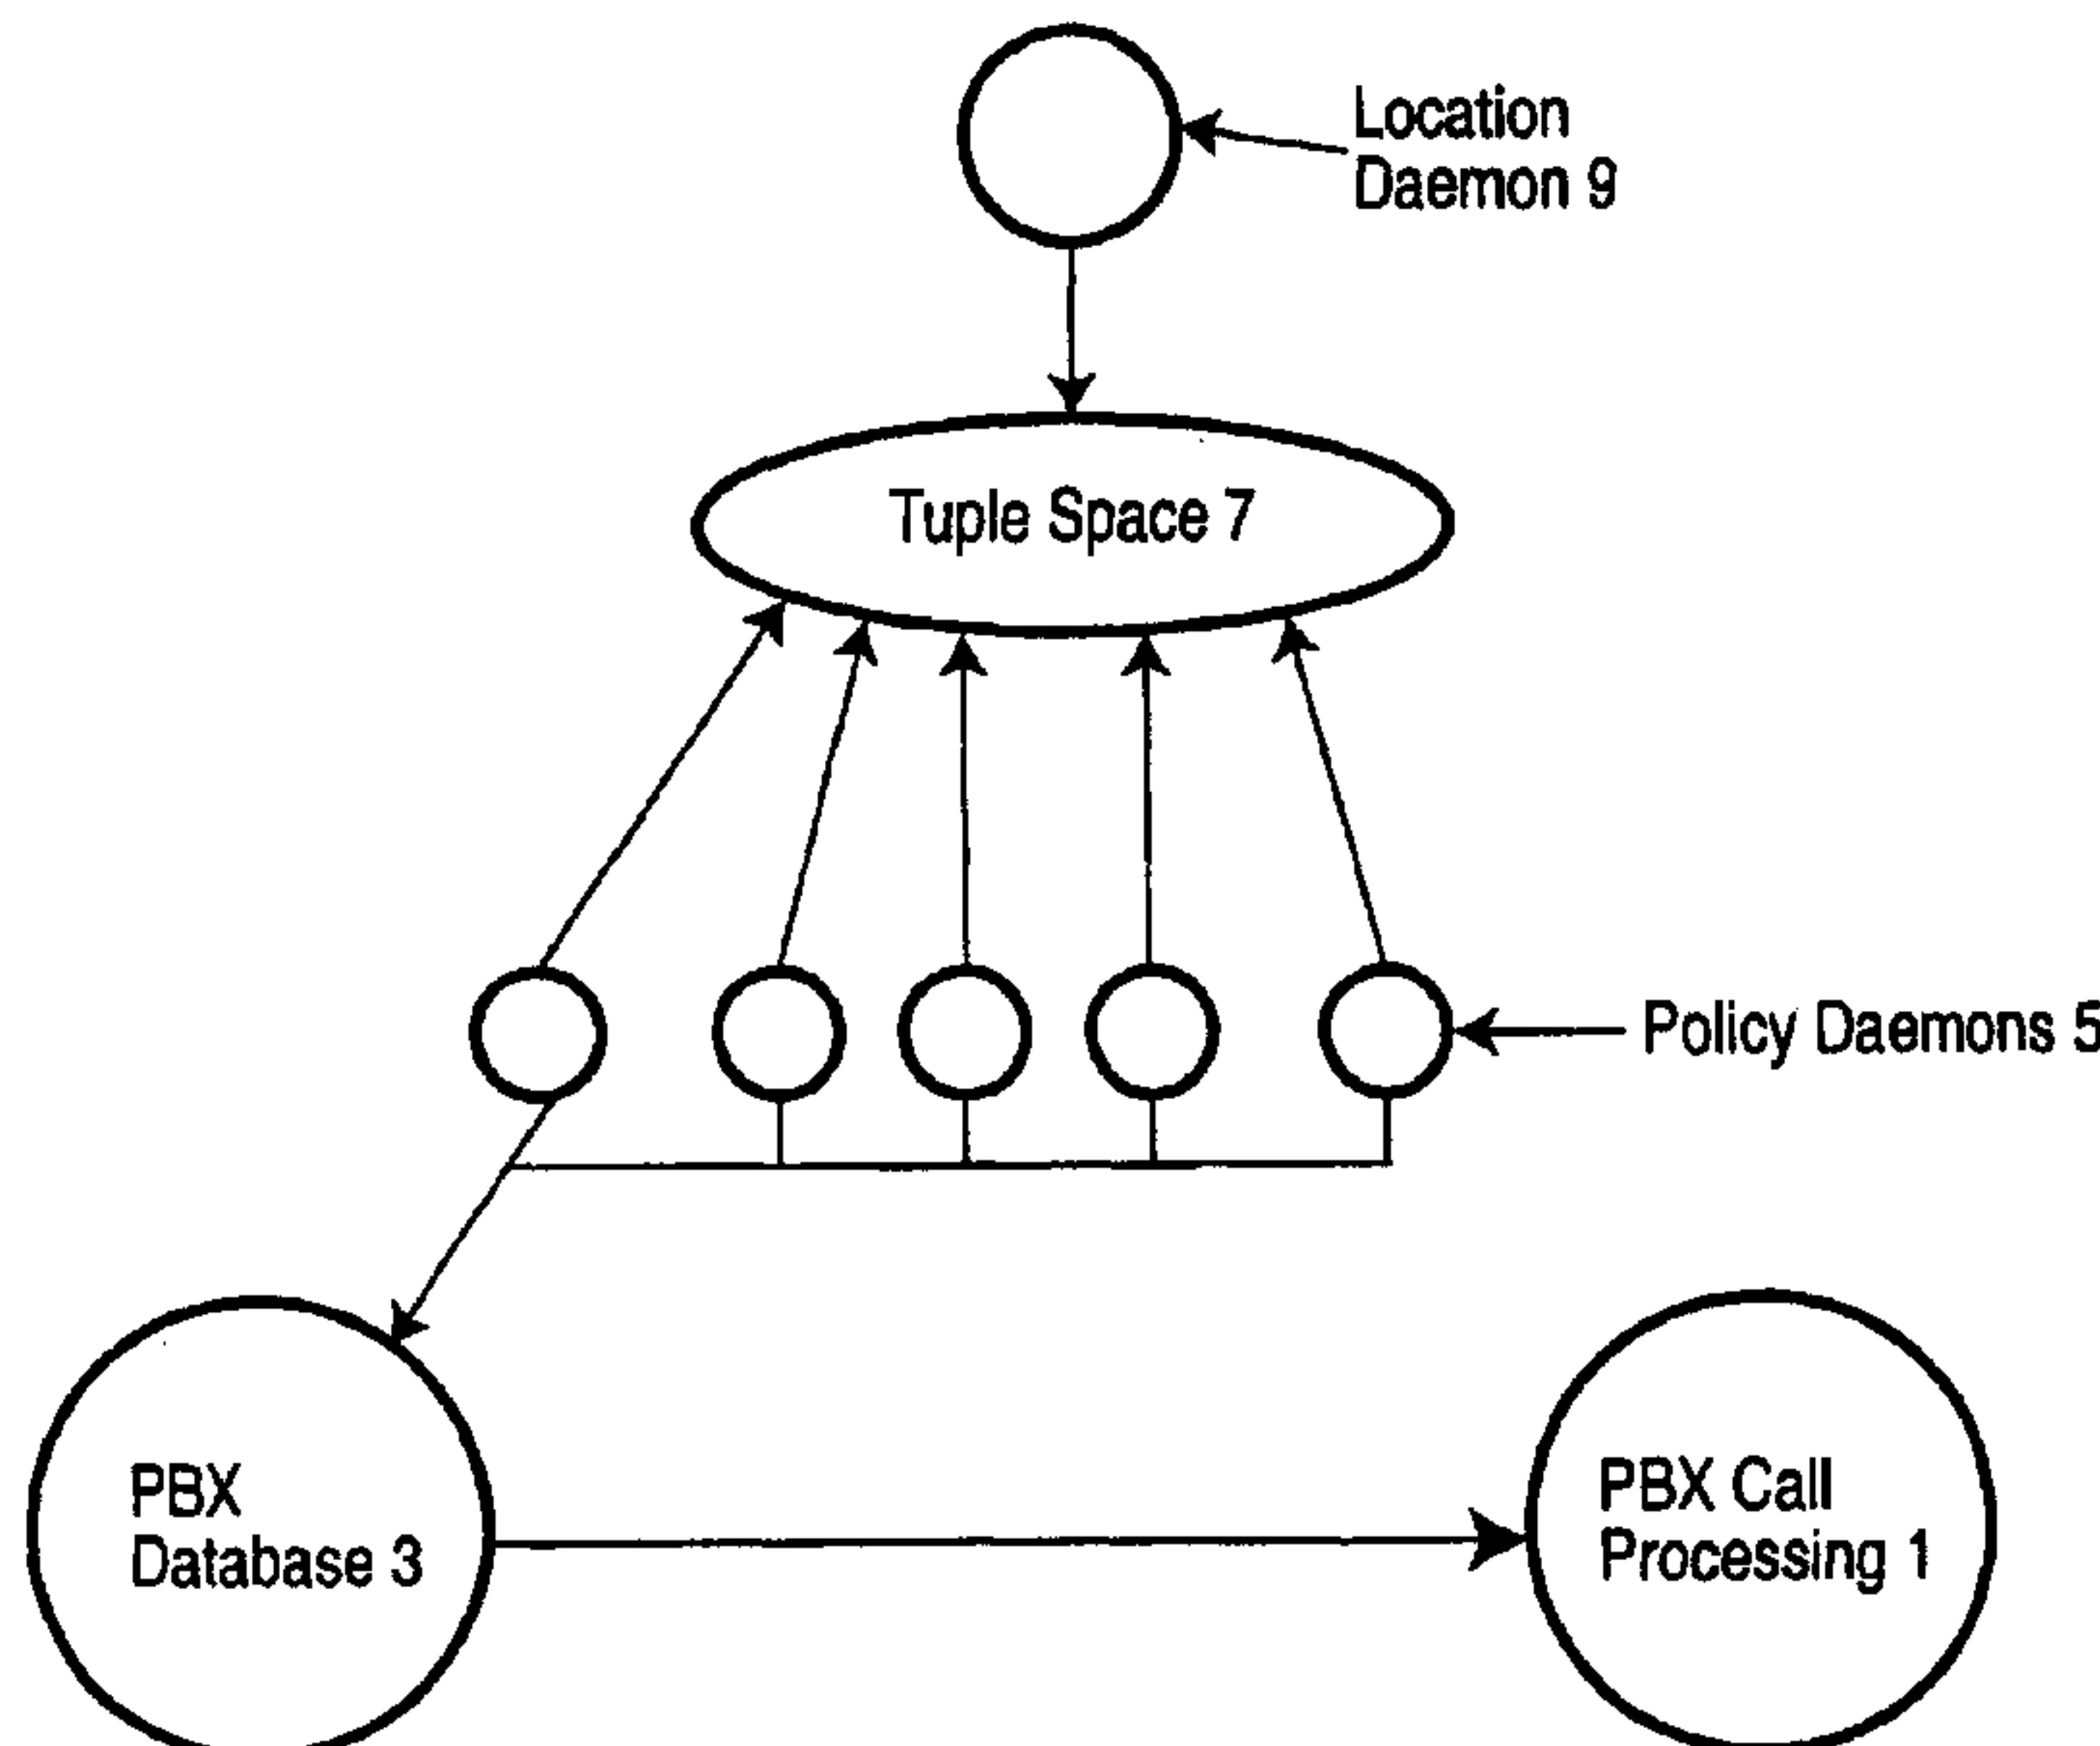 Location
Daemon 9
Tuple Space 7
Policy Daemons 5
PBX
Database 3
PBX Call
Processing 1